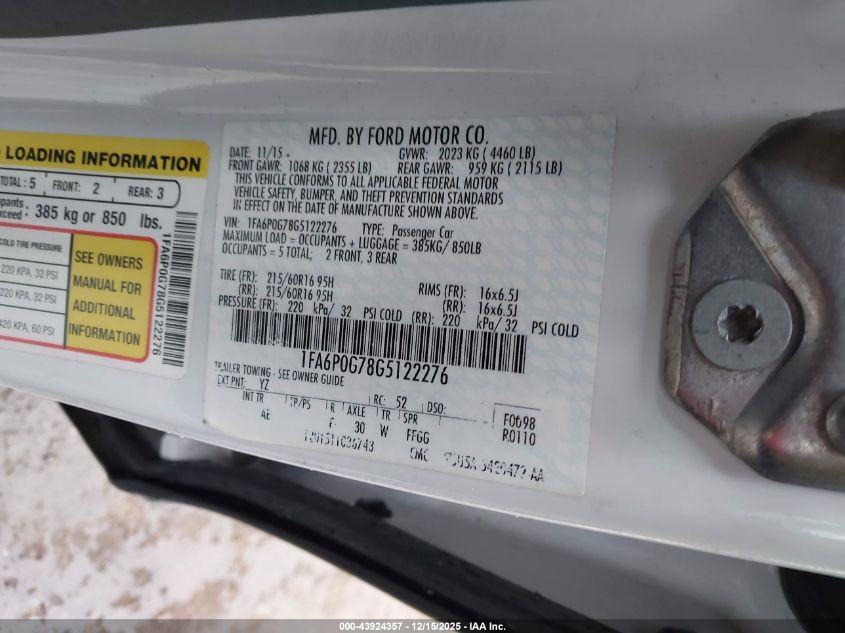 LOADING INFORMATION
TOTAL: 5 FRONT: 2 REAR: 3
385 kg or 850 lbs.
COLD TIRE PRESSURE
220 KPA, 32 PSI
220 KPA, 32 PSI
420 KPA, 60 PSI
SEE OWNERS
MANUAL FOR
ADDITIONAL
INFORMATION
1FA6P0G78G5122276
MFD. BY FORD MOTOR CO.
DATE: 11/15 GVWR: 2023 KG ( 4460 LB)
FRONT GAWR: 1068 KG ( 2355 LB) REAR GAWR: 959 KG ( 2115 LB)
THIS VEHICLE CONFORMS TO ALL APPLICABLE FEDERAL MOTOR
VEHICLE SAFETY, BUMPER, AND THEFT PREVENTION STANDARDS
IN EFFECT ON THE DATE OF MANUFACTURE SHOWN ABOVE.
VIN: 1FA6P0G78G5122276 TYPE: Passenger Car
MAXIMUM LOAD = OCCUPANTS + LUGGAGE = 385KG/ 850LB
OCCUPANTS = 5 TOTAL; 2 FRONT, 3 REAR
TIRE (FR): 215/60R16 95H RIMS (FR): 16x6.5J
(RR): 215/60R16 95H (RR): 16x6.5J
PRESSURE (FR): 220 kPa/ 32 PSI COLD (RR): 220 kPa/ 32 PSI COLD
1FA6P0G78G5122276
TRAILER TOWING - SEE OWNER GUIDE
EXT PNT: YZ RC: 52 DSO:
INT TR TP/PS R AXLE TR SPR F0698
AE F 30 W FFGG R0110
CMC
000-43924357 - 12/15/2025 - IAA Inc.